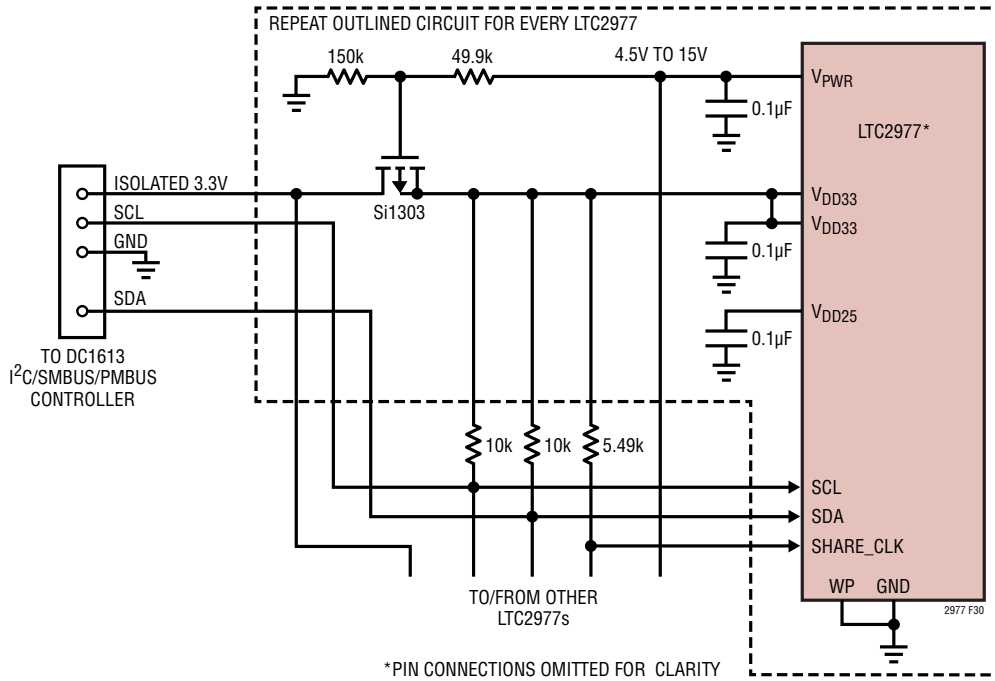 REPEAT OUTLINED CIRCUIT FOR EVERY LTC2977
150k
49.9k
4.5V TO 15V
VPWR
0.1µF
LTC2977*
ISOLATED 3.3V
Si1303
VDD33
SCL
VDD33
GND
0.1µF
SDA
VDD25
0.1µF
TO DC1613
I2C/SMBUS/PMBUS
CONTROLLER
10k
10k
5.49k
SCL
SDA
SHARE_CLK
WP
GND
TO/FROM OTHER
LTC2977s
2977 F30
*PIN CONNECTIONS OMITTED FOR CLARITY